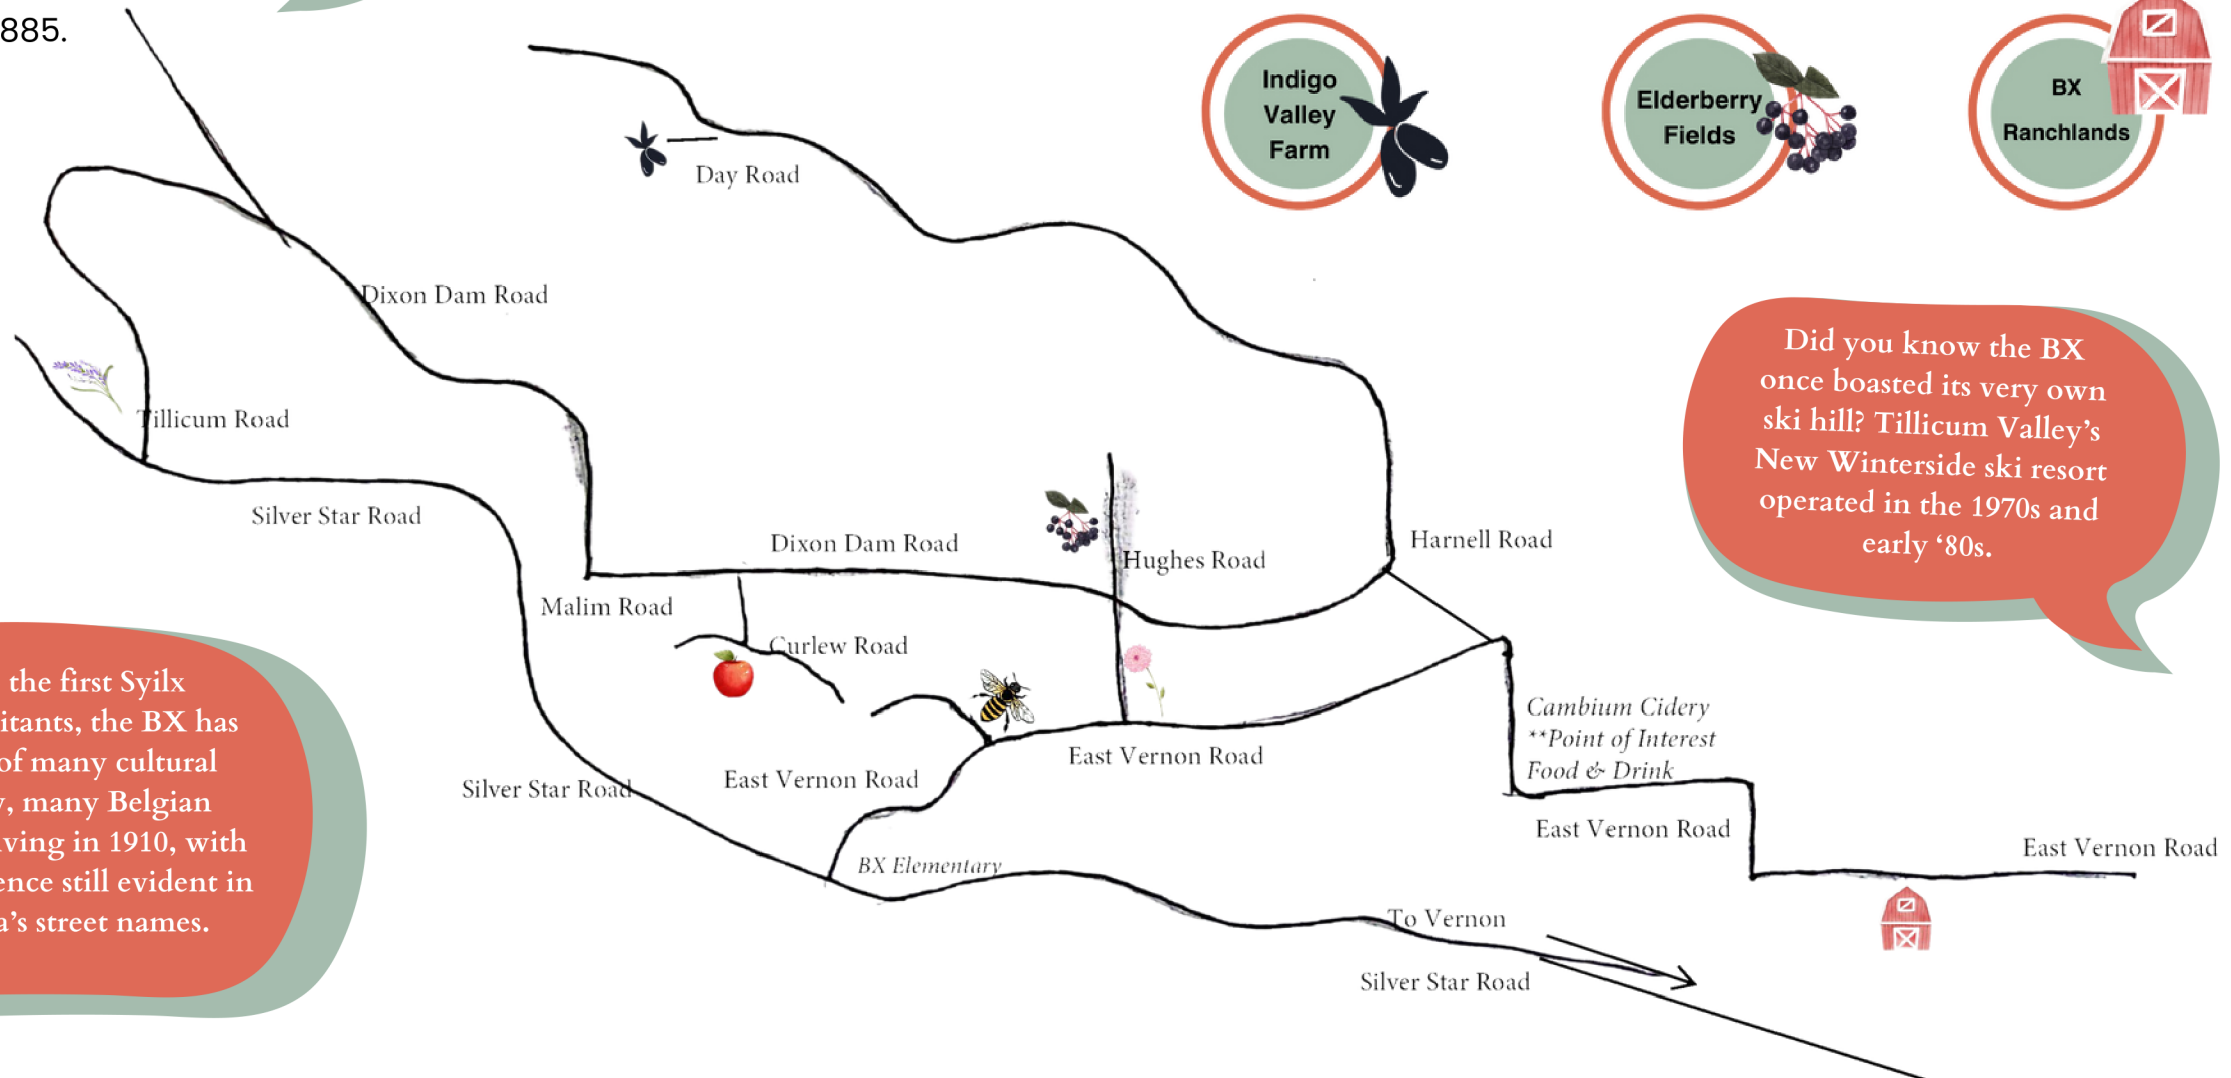 885.
Indigo
Valley
Farm
Elderberry
Fields
BX
Ranchlands
Day Road
Dixon Dam Road
Did you know the BX
once boasted its very own
ski hill? Tillicum Valley's
New Winterside ski resort
operated in the 1970s and
early ‘80s.
Tillicum Road
Silver Star Road
Dixon Dam Road
Harnell Road
Hughes Road
Malim Road
Curlew Road
the first Syilx
itants, the BX has
of many cultural
y, many Belgian
iving in 1910, with
ence still evident in
a's street names.
Cambium Cidery
**Point of Interest
Food & Drink
East Vernon Road
East Vernon Road
Silver Star Road
East Vernon Road
East Vernon Road
BX Elementary
To Vernon
Silver Star Road